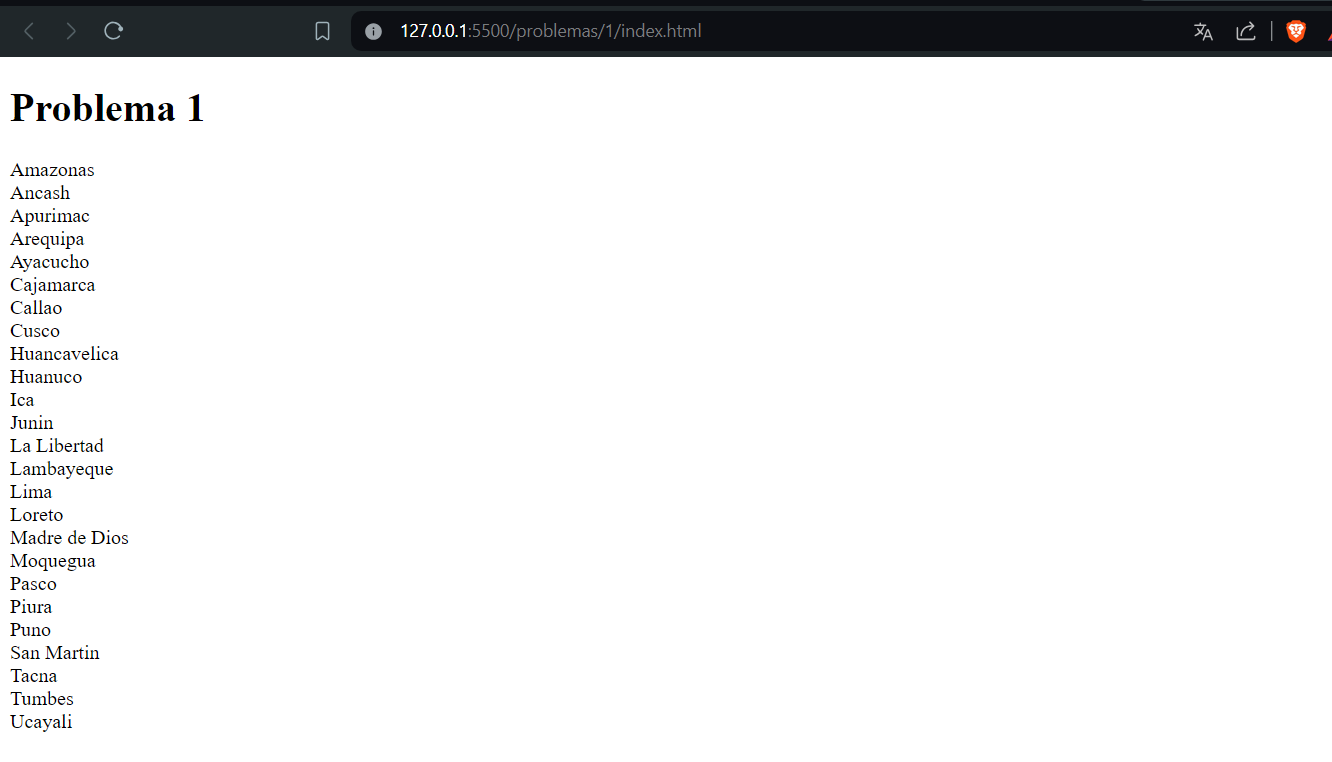 127.0.0.1:5500/problemas/1/index.html
Problema 1
Amazonas
Ancash
Apurimac
Arequipa
Ayacucho
Cajamarca
Callao
Cusco
Huancavelica
Huanuco
Ica
Junin
La Libertad
Lambayeque
Lima
Loreto
Madre de Dios
Moquegua
Pasco
Piura
Puno
San Martin
Tacna
Tumbes
Ucayali